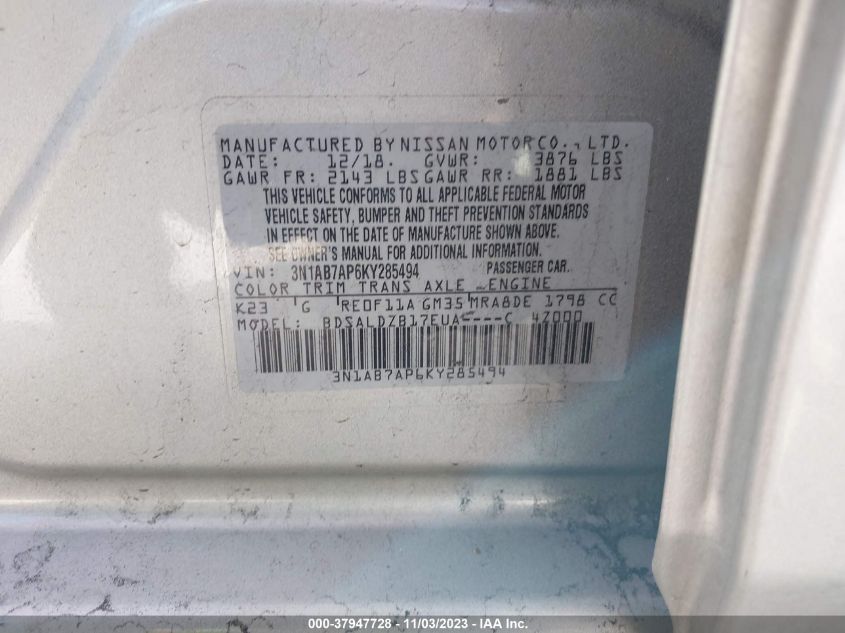 MANUFACTURED BY NISSAN MOTOR CO., LTD.
DATE: 12/18. GVWR: 3876 LBS
GAWR FR: 2143 LBS GAWR RR: 1881 LBS
THIS VEHICLE CONFORMS TO ALL APPLICABLE FEDERAL MOTOR
VEHICLE SAFETY, BUMPER AND THEFT PREVENTION STANDARDS
IN EFFECT ON THE DATE OF MANUFACTURE SHOWN ABOVE.
SEE OWNER'S MANUAL FOR ADDITIONAL INFORMATION.
VIN: 3N1AB7AP6KY285494 PASSENGER CAR.
COLOR TRIM TRANS AXLE ENGINE
K23 G RE0F11A GM35 MRA8DE 1798 CC
MODEL: BDSALDZB17EUA-----C 4Z000
3N1AB7AP6KY285494
000-37947728 - 11/03/2023 - IAA Inc.